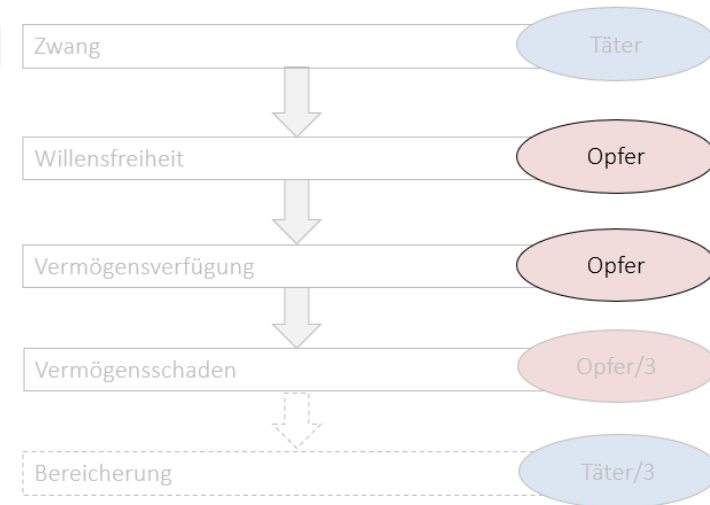 Zwang Täter
Willensfreiheit Opfer
Vermögensverfügung Opfer
Vermögensschaden Opfer/3
Bereicherung Täter/3